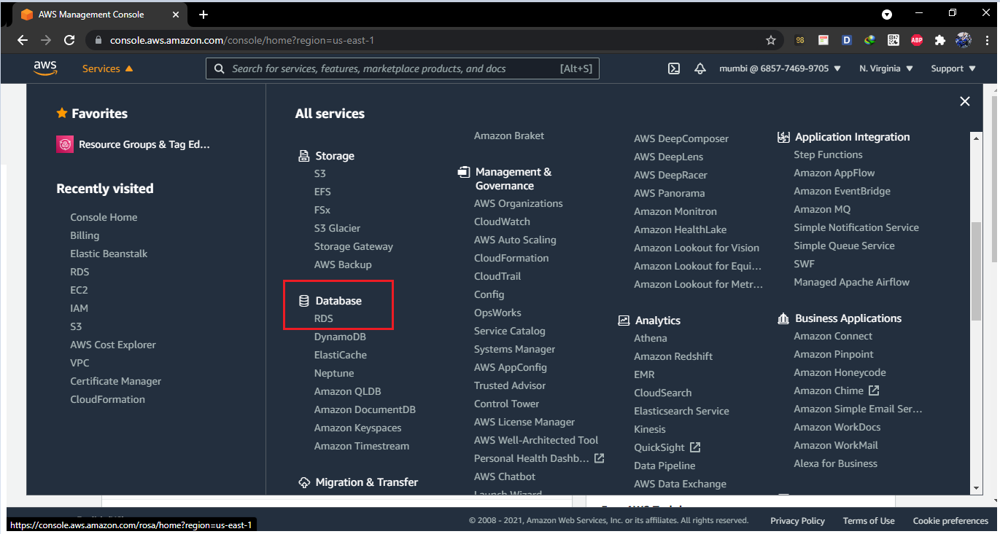 AWS Management Console
console.aws.amazon.com/console/home?region=us-east-1
98
D
ABP
aws
Services
Search for services, features, marketplace products, and docs
[Alt+S]
mumbi @ 6857-7469-9705
N. Virginia
Support
Favorites
Resource Groups & Tag Ed...
Recently visited
Console Home
Billing
Elastic Beanstalk
RDS
EC2
IAM
S3
AWS Cost Explorer
VPC
Certificate Manager
CloudFormation
All services
Storage
S3
EFS
FSx
S3 Glacier
Storage Gateway
AWS Backup
Database
RDS
DynamoDB
ElastiCache
Neptune
Amazon QLDB
Amazon DocumentDB
Amazon Keyspaces
Amazon Timestream
Migration & Transfer
Amazon Braket
Management &
Governance
AWS Organizations
CloudWatch
AWS Auto Scaling
CloudFormation
CloudTrail
Config
OpsWorks
Service Catalog
Systems Manager
AWS AppConfig
Trusted Advisor
Control Tower
AWS License Manager
AWS Well-Architected Tool
Personal Health Dashb...
AWS Chatbot
Launch Wizard
AWS DeepComposer
AWS DeepLens
AWS DeepRacer
AWS Panorama
Amazon Monitron
Amazon HealthLake
Amazon Lookout for Vision
Amazon Lookout for Equi...
Amazon Lookout for Metr...
Analytics
Athena
Amazon Redshift
EMR
CloudSearch
Elasticsearch Service
Kinesis
QuickSight
Data Pipeline
AWS Data Exchange
Application Integration
Step Functions
Amazon AppFlow
Amazon EventBridge
Amazon MQ
Simple Notification Service
Simple Queue Service
SWF
Managed Apache Airflow
Business Applications
Amazon Connect
Amazon Pinpoint
Amazon Honeycode
Amazon Chime
Amazon Simple Email Ser...
Amazon WorkDocs
Amazon WorkMail
Alexa for Business
https://console.aws.amazon.com/rosa/home?region=us-east-1
© 2008 - 2021, Amazon Web Services, Inc. or its affiliates. All rights reserved.
Privacy Policy
Terms of Use
Cookie preferences